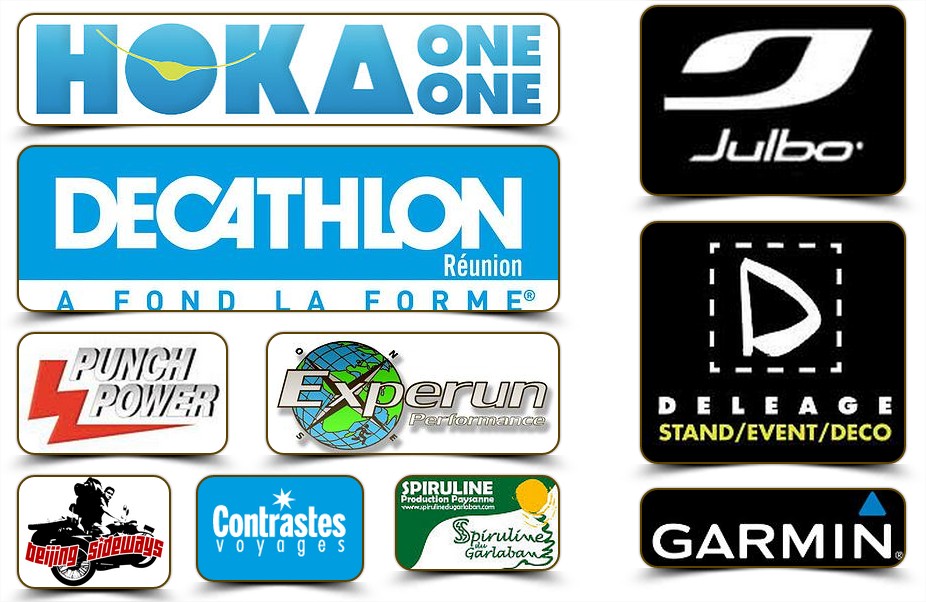 HOKA ONE
ONE
Julbo
DECATHLON
Réunion
A FOND LA FORME®
DELEAGE
STAND/EVENT/DECO
PUNCH
POWER
O N
Experun
Performance
S E
beijing sideways
Contrastes
voyages
SPIRULINE
Production Paysanne
www.spirulinedugarlaban.com
Spiruline
du
Garlaban
GARMIN®